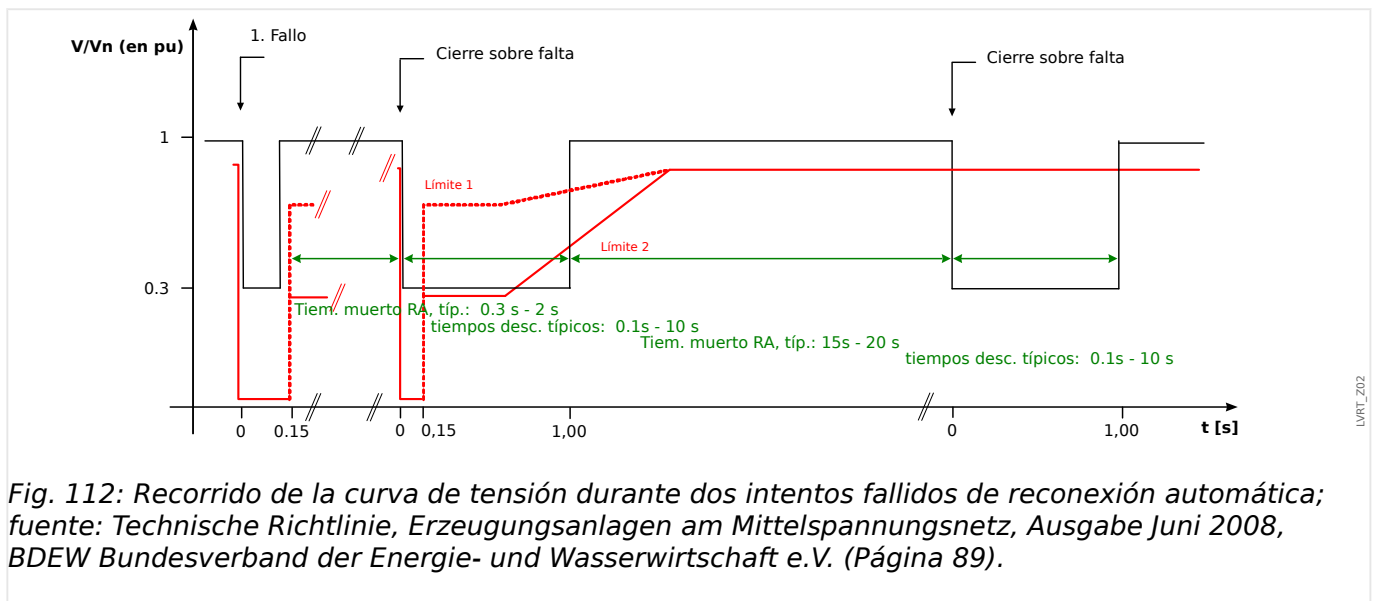 1. Fallo
V/Vn (en pu)
Cierre sobre falta
Cierre sobre falta
1
Límite 1
Límite 2
0.3
Tiem. muerto RA, típ.: 0.3 s - 2 s
tiempos desc. típicos: 0.1s - 10 s
Tiem. muerto RA, típ.: 15s - 20 s
tiempos desc. típicos: 0.1s - 10 s
LVRT_Z02
0
0.15
0
0,15
1,00
0
1,00
t [s]
Fig. 112: Recorrido de la curva de tensión durante dos intentos fallidos de reconexión automática;
fuente: Technische Richtlinie, Erzeugungsanlagen am Mittelspannungsnetz, Ausgabe Juni 2008,
BDEW Bundesverband der Energie- und Wasserwirtschaft e.V. (Página 89).